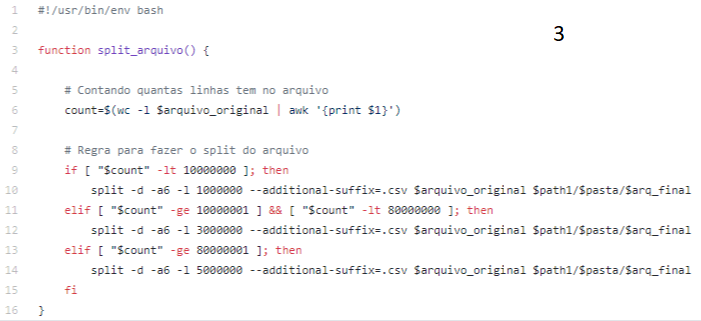 1 #!/usr/bin/env bash
2
3
3 function split_arquivo() {
4
5 # Contando quantas linhas tem no arquivo
6 count=$(wc -l $arquivo_original | awk '{print $1}')
7
8 # Regra para fazer o split do arquivo
9 if [ "$count" -lt 10000000 ]; then
10 split -d -a6 -l 1000000 --additional-suffix=.csv $arquivo_original $path1/$pasta/$arq_final
11 elif [ "$count" -ge 10000001 ] && [ "$count" -lt 80000000 ]; then
12 split -d -a6 -l 3000000 --additional-suffix=.csv $arquivo_original $path1/$pasta/$arq_final
13 elif [ "$count" -ge 80000001 ]; then
14 split -d -a6 -l 5000000 --additional-suffix=.csv $arquivo_original $path1/$pasta/$arq_final
15 fi
16 }